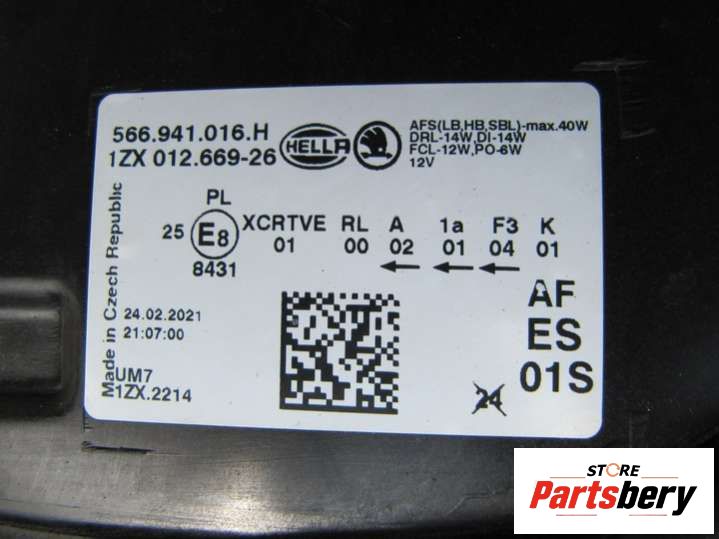 566.941.016.H
1ZX 012.669-26
HELLA
AFS(LB,HB,SBL)-max.40W
DRL-14W,DI-14W
FCL-12W,PO-6W
12V
Made in Czech Republic
PL
25 E8 XCRTVE RL A 1a F3 K
01 00 02 01 04 01
8431
24.02.2021
21:07:00
UM7
1ZX.2214
AF
ES
01S
24
STORE
Partsbery